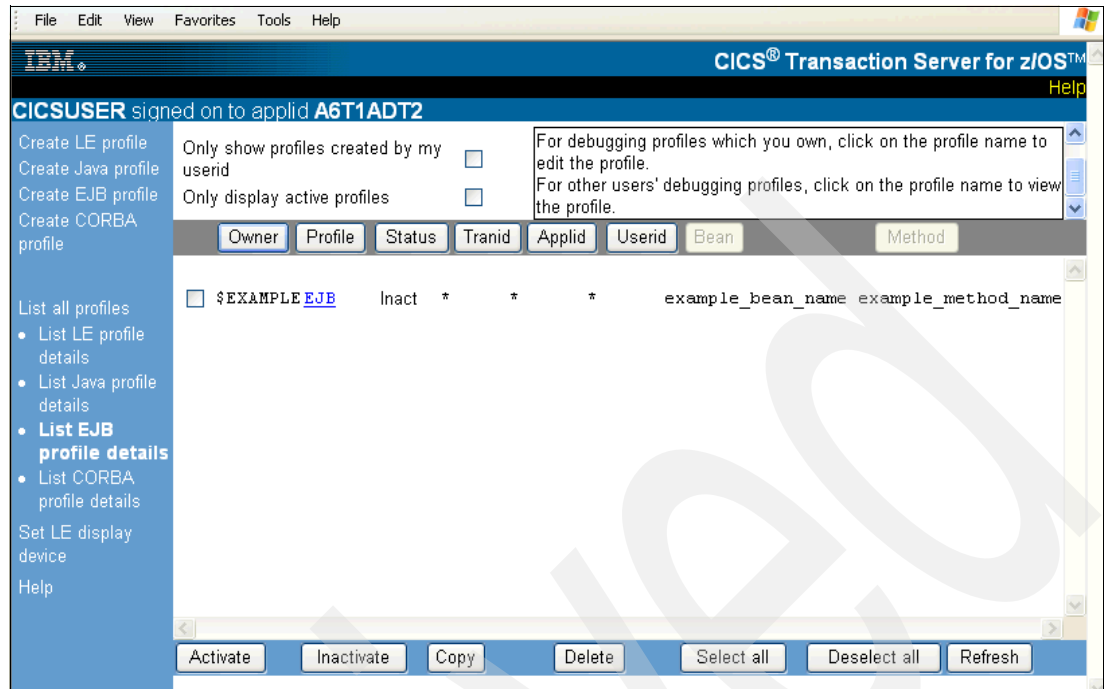 File Edit View Favorites Tools Help
IBM®
CICS® Transaction Server for z/OS™
Help
CICSUSER signed on to applid A6T1ADT2
Create LE profile
Create Java profile
Create EJB profile
Create CORBA
profile
List all profiles
• List LE profile
details
• List Java profile
details
• List EJB
profile details
• List CORBA
profile details
Set LE display
device
Help
Only show profiles created by my
userid
Only display active profiles
For debugging profiles which you own, click on the profile name to
edit the profile.
For other users' debugging profiles, click on the profile name to view
the profile.
Owner Profile Status Tranid Applid Userid Bean Method
$EXAMPLE EJB Inact * * * example_bean_name example_method_name
Activate Inactivate Copy Delete Select all Deselect all Refresh